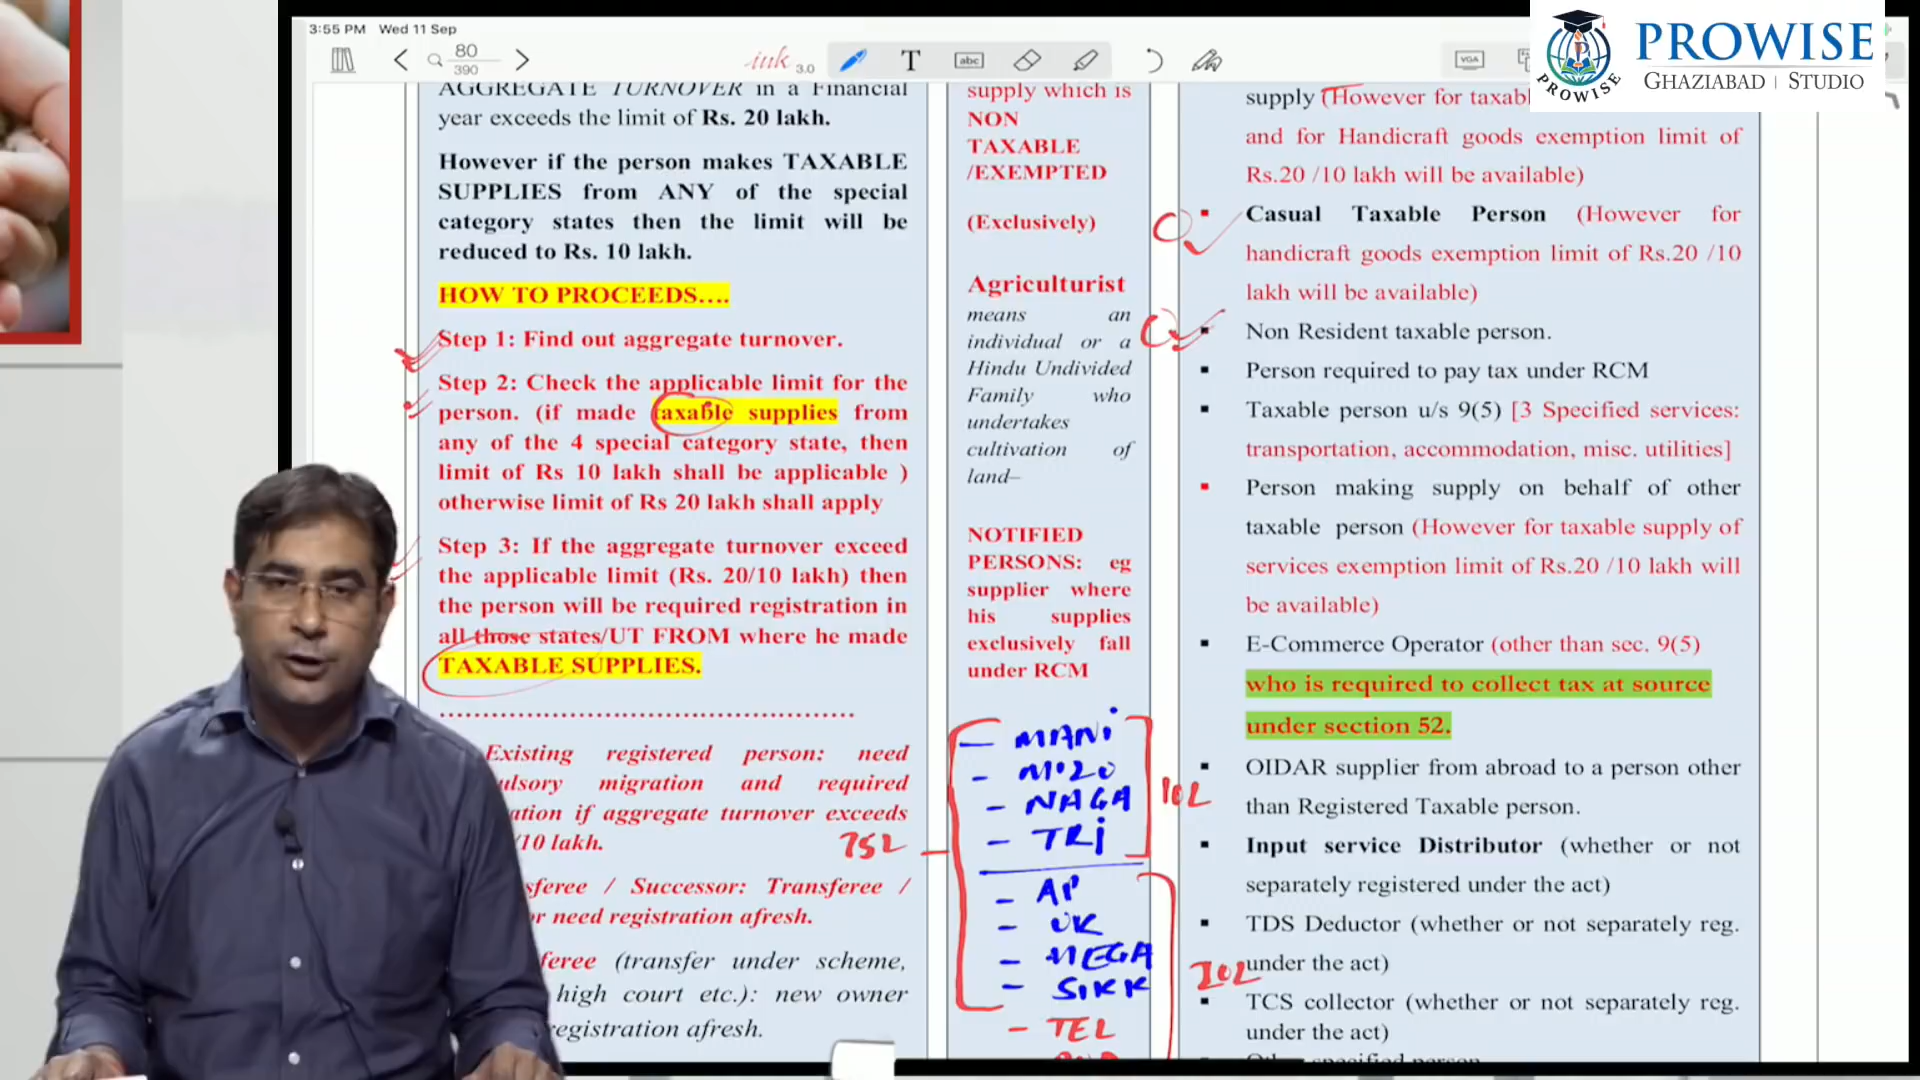 3:55 PM Wed 11 Sep
80
390
ink 3.0
T
abc
VGA
PROWISE
PROWISE
GHAZIABAD | STUDIO
AGGREGATE TURNOVER in a Financial
year exceeds the limit of Rs. 20 lakh.
However if the person makes TAXABLE
SUPPLIES from ANY of the special
category states then the limit will be
reduced to Rs. 10 lakh.
HOW TO PROCEEDS....
Step 1: Find out aggregate turnover.
Step 2: Check the applicable limit for the
person. (if made taxable supplies from
any of the 4 special category state, then
limit of Rs 10 lakh shall be applicable )
otherwise limit of Rs 20 lakh shall apply
Step 3: If the aggregate turnover exceed
the applicable limit (Rs. 20/10 lakh) then
the person will be required registration in
all those states/UT FROM where he made
TAXABLE SUPPLIES.
Existing registered person: need
ulsory migration and required
ation if aggregate turnover exceeds
/10 lakh.
75L
sferee / Successor: Transferee /
or need registration afresh.
feree (transfer under scheme,
high court etc.): new owner
registration afresh.
supply which is
NON
TAXABLE
/EXEMPTED
(Exclusively)
Agriculturist
means an
individual or a
Hindu Undivided
Family who
undertakes
cultivation of
land–
NOTIFIED
PERSONS: eg
supplier where
his supplies
exclusively fall
under RCM
- MANI
- MIZO
- NAGA
- TRI
10L
- AP
- UK
- MEGA
- SIKK
- TEL
20L
supply (However for taxabl
and for Handicraft goods exemption limit of
Rs.20 /10 lakh will be available)
▪ Casual Taxable Person (However for
handicraft goods exemption limit of Rs.20 /10
lakh will be available)
▪ Non Resident taxable person.
▪ Person required to pay tax under RCM
▪ Taxable person u/s 9(5) [3 Specified services:
transportation, accommodation, misc. utilities]
▪ Person making supply on behalf of other
taxable person (However for taxable supply of
services exemption limit of Rs.20 /10 lakh will
be available)
▪ E-Commerce Operator (other than sec. 9(5)
who is required to collect tax at source
under section 52.
▪ OIDAR supplier from abroad to a person other
than Registered Taxable person.
▪ Input service Distributor (whether or not
separately registered under the act)
▪ TDS Deductor (whether or not separately reg.
under the act)
▪ TCS collector (whether or not separately reg.
under the act)
▪ Other specified person